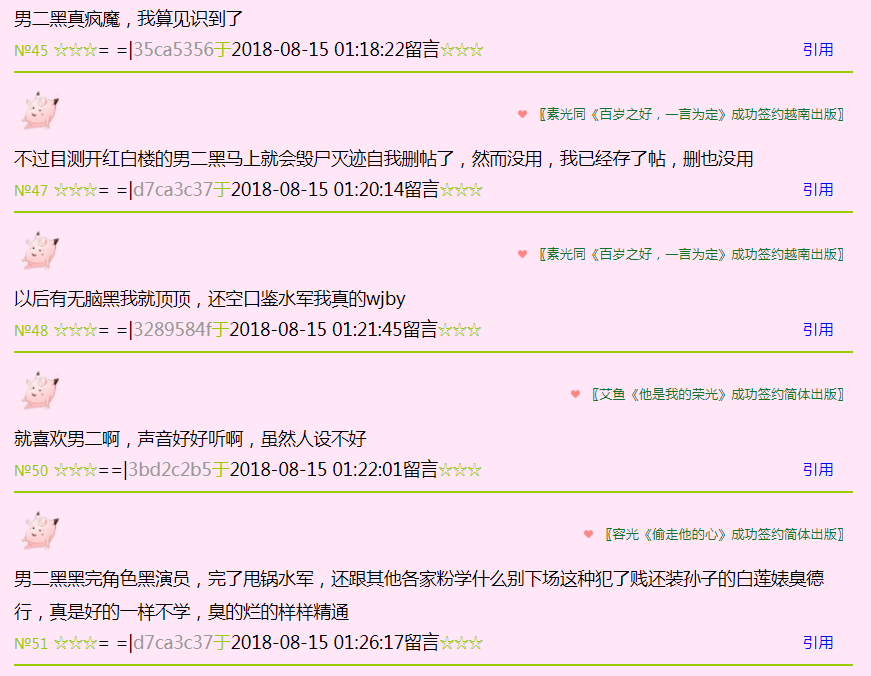 男二黑真疯魔，我算见识到了
№45 ☆☆☆= =|35ca5356于2018-08-15 01:18:22留言☆☆☆ 引用
♥ 〖素光同《百岁之好，一言为定》成功签约越南出版〗
不过目测开红白楼的男二黑马上就会毁尸灭迹自我删帖了，然而没用，我已经存了帖，删也没用
№47 ☆☆☆= =|d7ca3c37于2018-08-15 01:20:14留言☆☆☆ 引用
♥ 〖素光同《百岁之好，一言为定》成功签约越南出版〗
以后有无脑黑我就顶顶，还空口鉴水军我真的wjby
№48 ☆☆☆= =|3289584f于2018-08-15 01:21:45留言☆☆☆ 引用
♥ 〖艾鱼《他是我的荣光》成功签约简体出版〗
就喜欢男二啊，声音好好听啊，虽然人设不好
№50 ☆☆☆==|3bd2c2b5于2018-08-15 01:22:01留言☆☆☆ 引用
♥ 〖容光《偷走他的心》成功签约简体出版〗
男二黑黑完角色黑演员，完了甩锅水军，还跟其他各家粉学什么别下场这种犯了贱还装孙子的白莲婊臭德
行，真是好的一样不学，臭的烂的样样精通
№51 ☆☆☆= =|d7ca3c37于2018-08-15 01:26:17留言☆☆☆ 引用